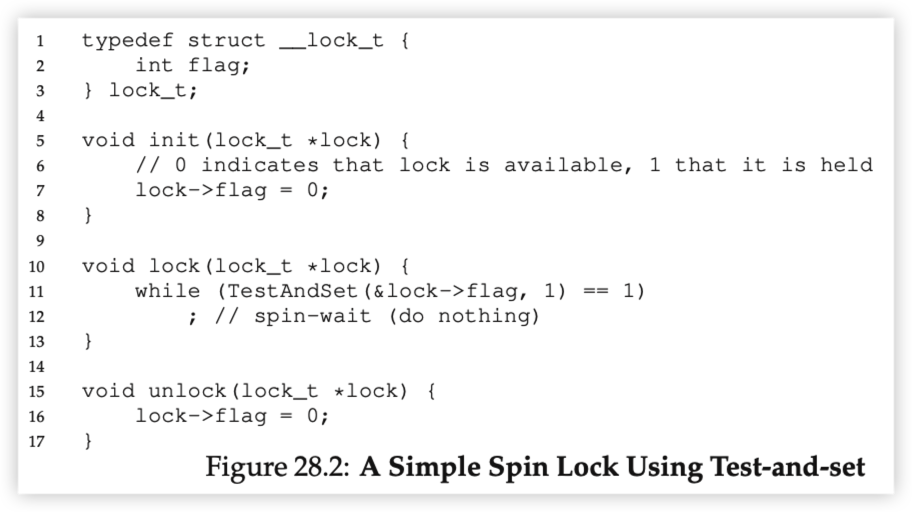 1 typedef struct __lock_t {
2 int flag;
3 } lock_t;
4
5 void init(lock_t *lock) {
6 // 0 indicates that lock is available, 1 that it is held
7 lock->flag = 0;
8 }
9
10 void lock(lock_t *lock) {
11 while (TestAndSet(&lock->flag, 1) == 1)
12 ; // spin-wait (do nothing)
13 }
14
15 void unlock(lock_t *lock) {
16 lock->flag = 0;
17 }
Figure 28.2: A Simple Spin Lock Using Test-and-set